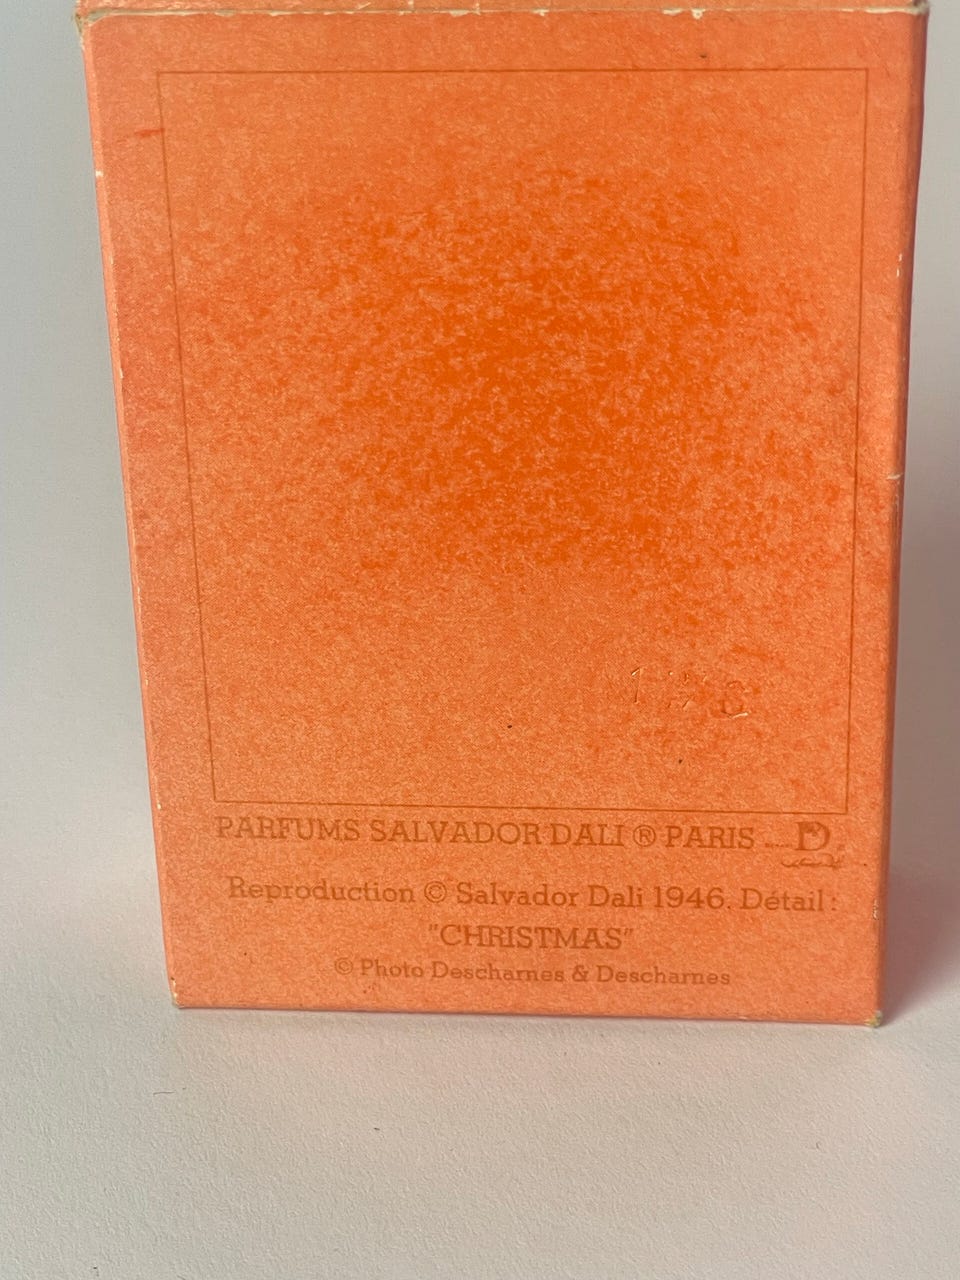 PARFUMS SALVADOR DALI ® PARIS D
Reproduction © Salvador Dali 1946. Détail :
"CHRISTMAS"
© Photo Descharnes & Descharnes